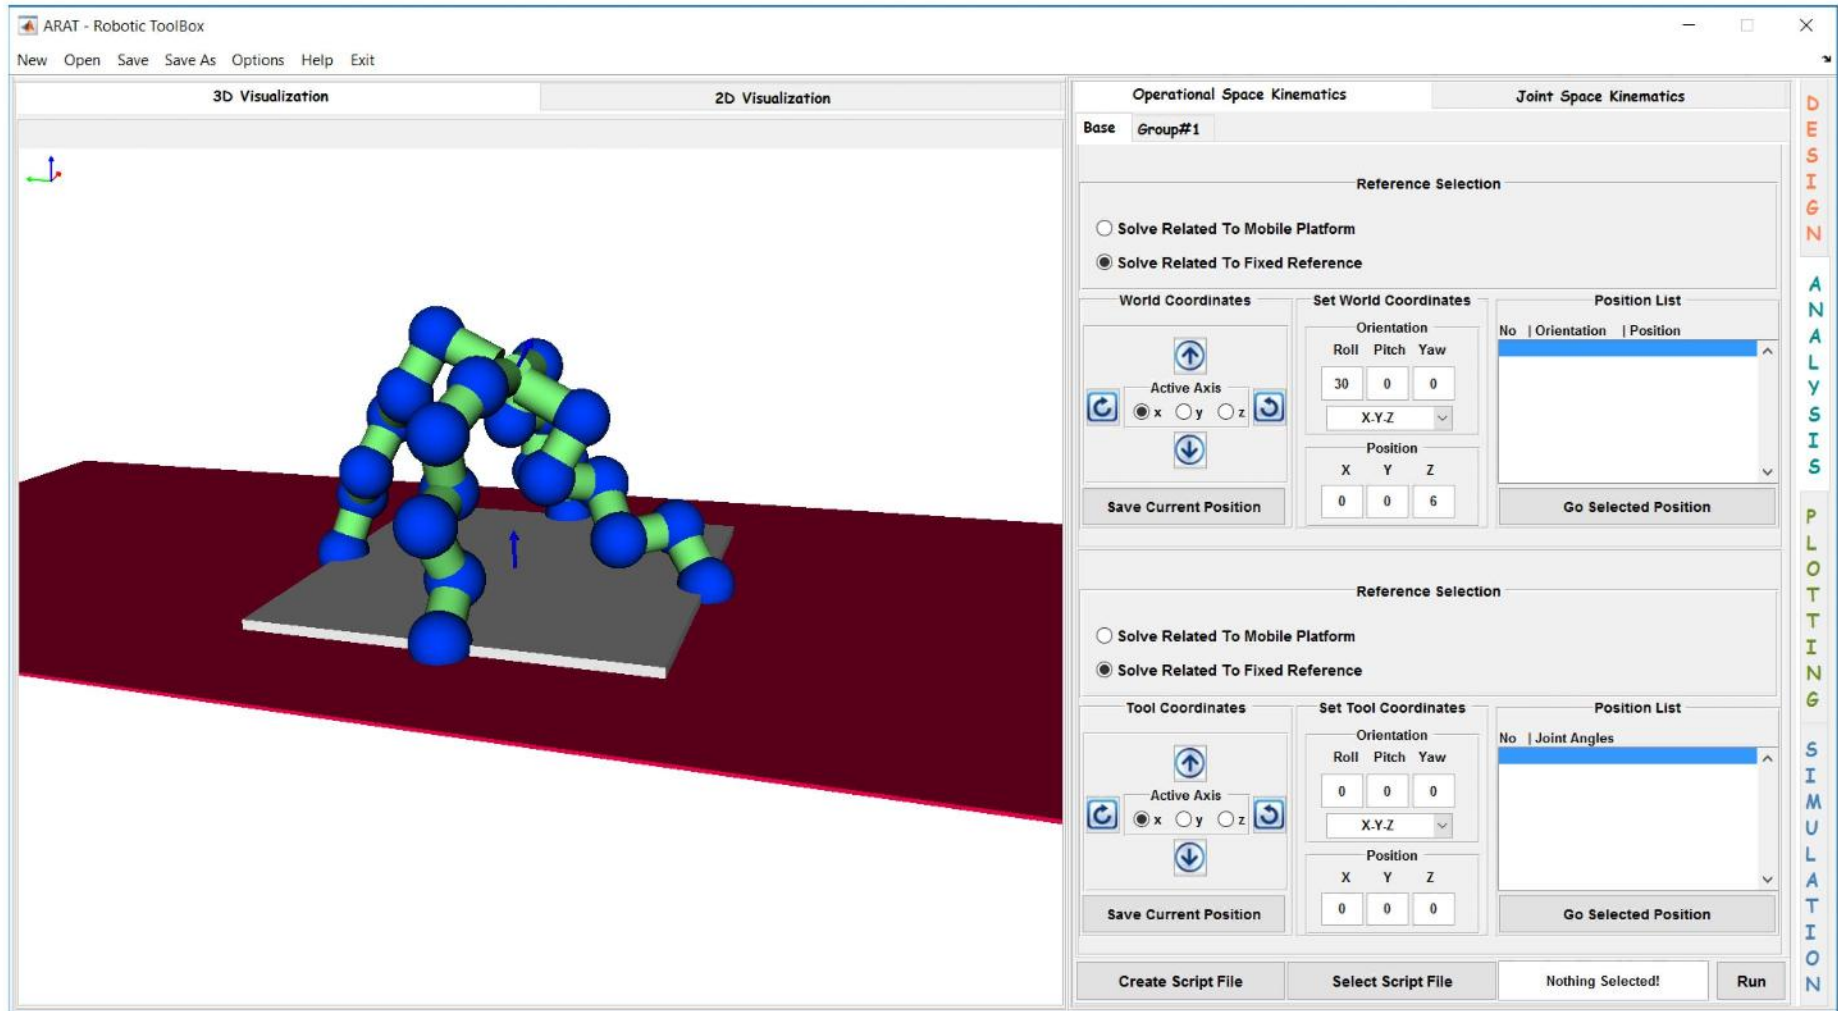 ARAT - Robotic ToolBox
New Open Save Save As Options Help Exit
3D Visualization 2D Visualization
Operational Space Kinematics Joint Space Kinematics
Base Group#1
Reference Selection
Solve Related To Mobile Platform
Solve Related To Fixed Reference
World Coordinates
Active Axis
x y z
Save Current Position
Set World Coordinates
Orientation
Roll Pitch Yaw
30 0 0
X-Y-Z
Position
X Y Z
0 0 6
Position List
No | Orientation | Position
Go Selected Position
Reference Selection
Solve Related To Mobile Platform
Solve Related To Fixed Reference
Tool Coordinates
Active Axis
x y z
Save Current Position
Set Tool Coordinates
Orientation
Roll Pitch Yaw
0 0 0
X-Y-Z
Position
X Y Z
0 0 0
Position List
No | Joint Angles
Go Selected Position
Create Script File Select Script File Nothing Selected! Run
DESIGN
ANALYSIS
PLOTTING
SIMULATION